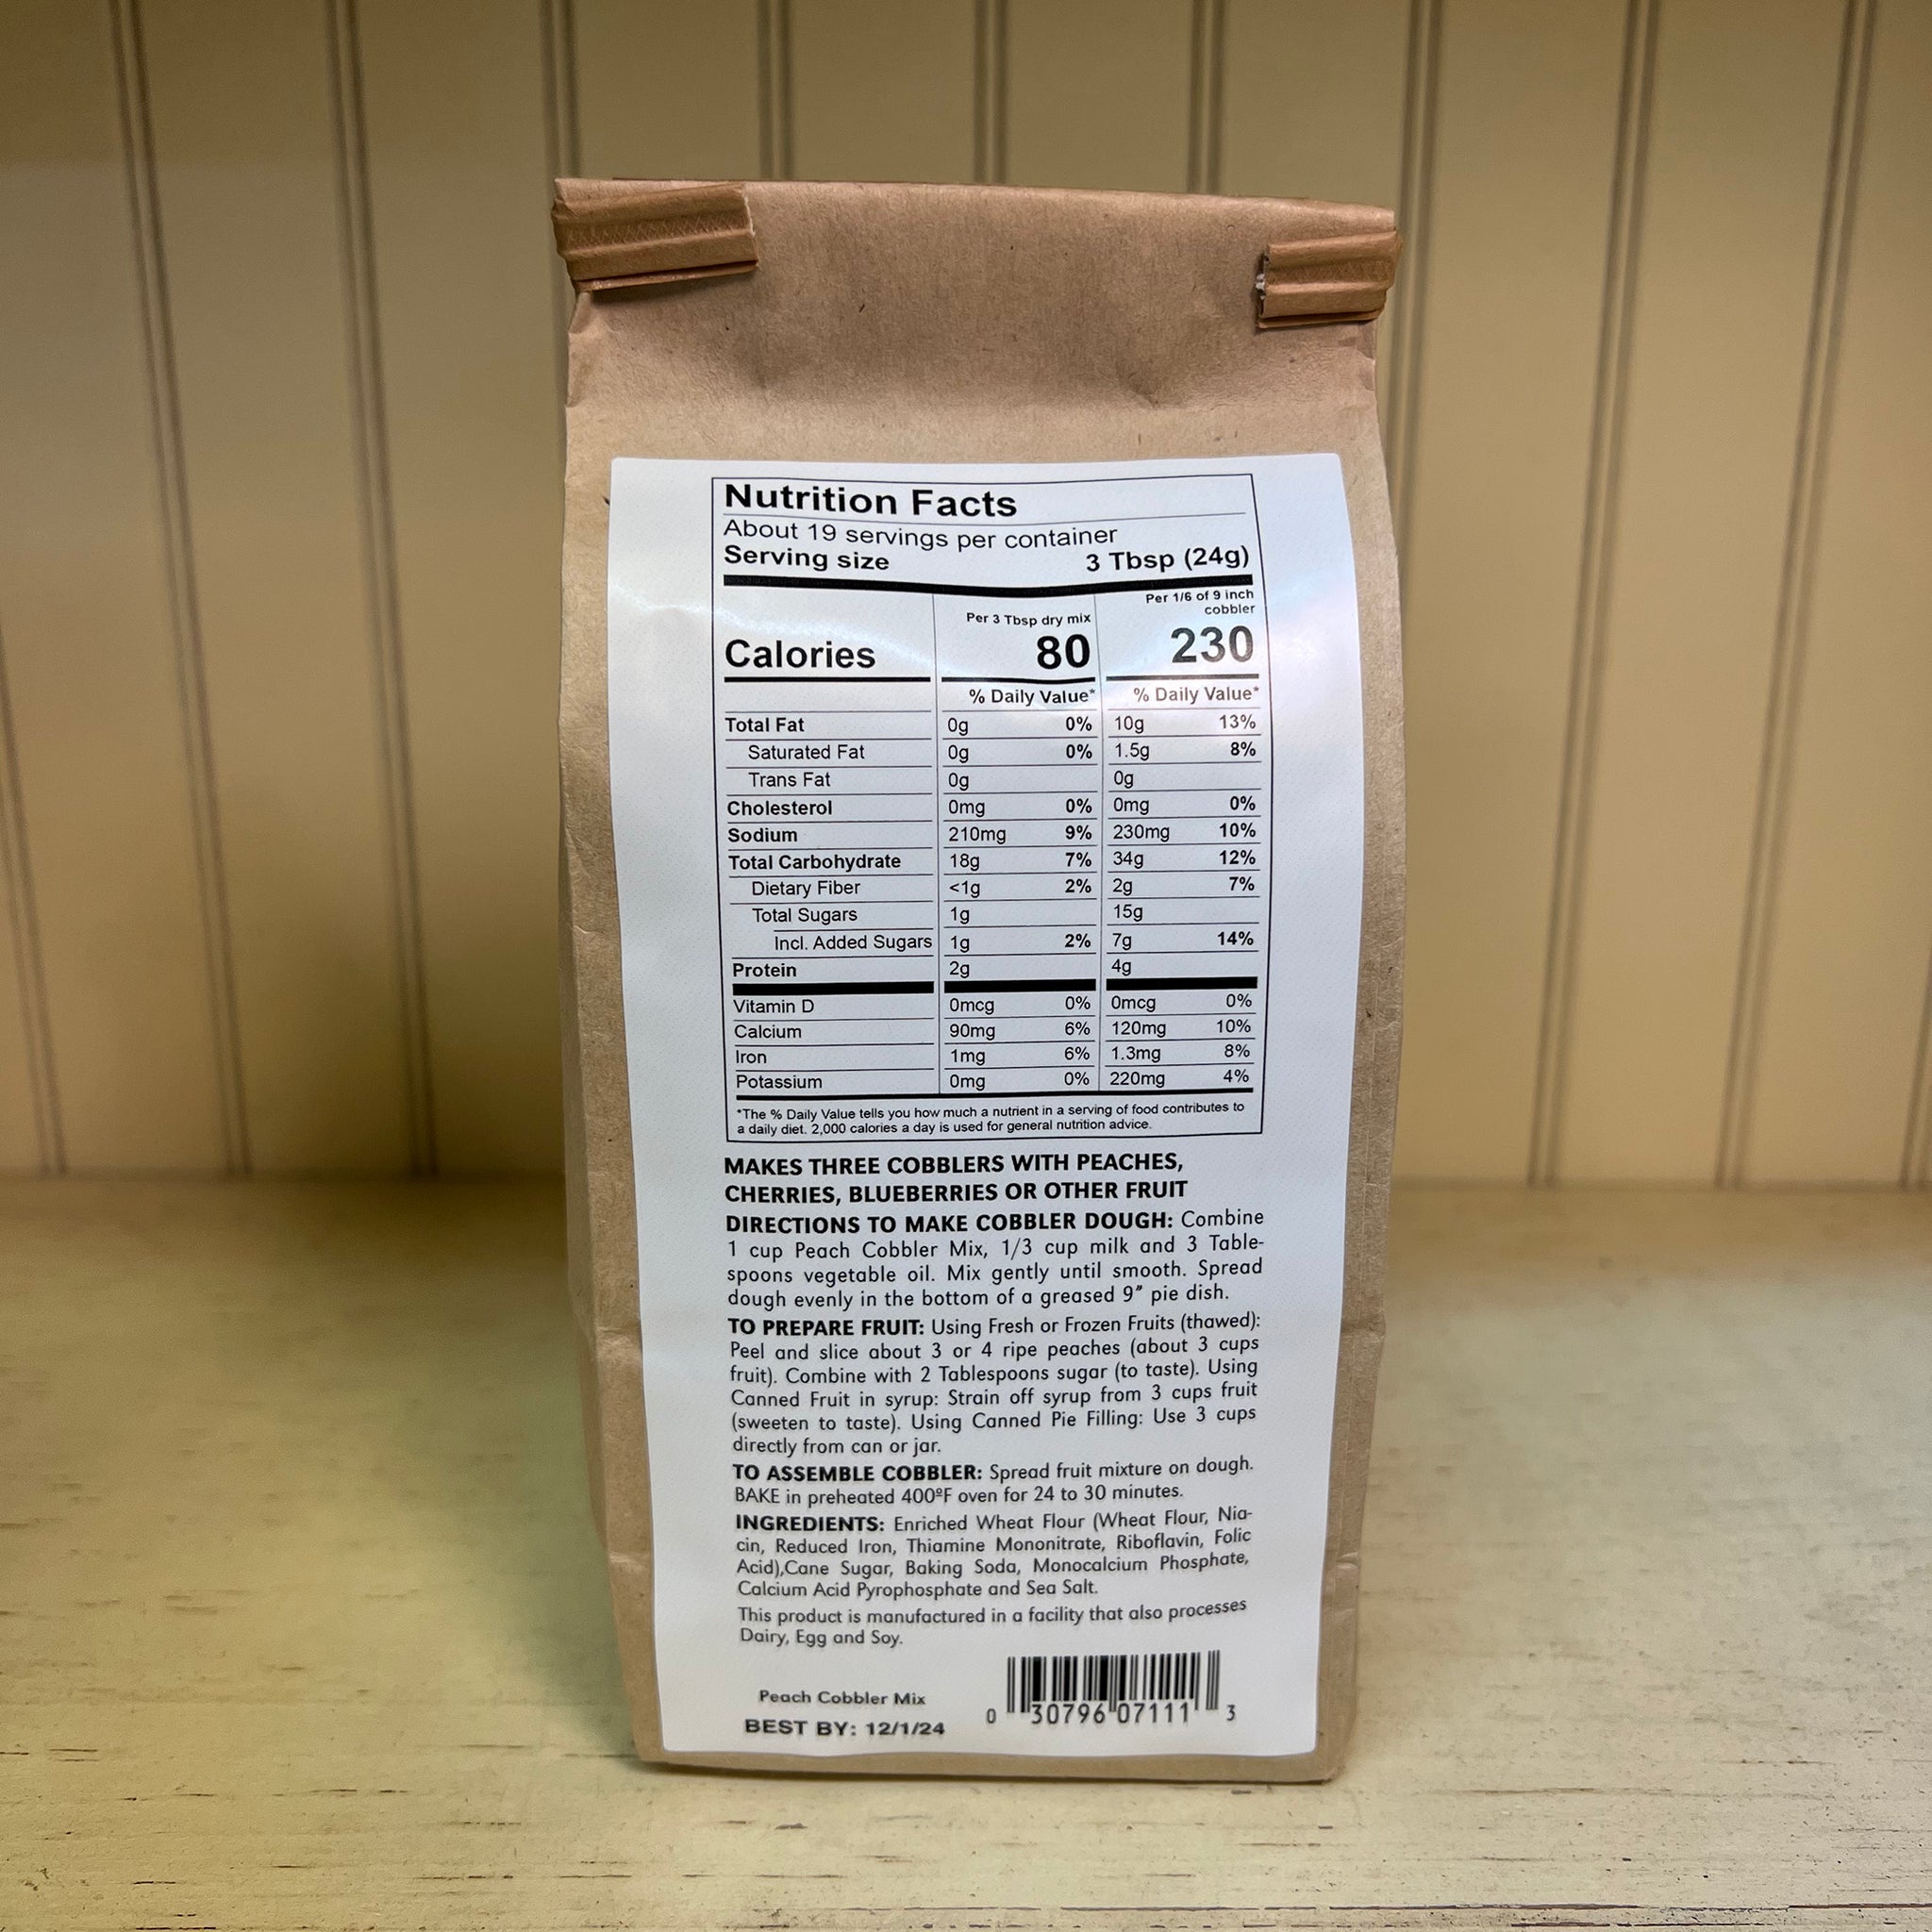 Nutrition Facts
About 19 servings per container
Serving size 3 Tbsp (24g)
Per 3 Tbsp dry mix Per 1/6 of 9 inch cobbler
Calories 80 230
% Daily Value* % Daily Value*
Total Fat 0g 0% 10g 13%
Saturated Fat 0g 0% 1.5g 8%
Trans Fat 0g 0g
Cholesterol 0mg 0% 0mg 0%
Sodium 210mg 9% 230mg 10%
Total Carbohydrate 18g 7% 34g 12%
Dietary Fiber <1g 2% 2g 7%
Total Sugars 1g 15g
Incl. Added Sugars 1g 2% 7g 14%
Protein 2g 4g
Vitamin D 0mcg 0% 0mcg 0%
Calcium 90mg 6% 120mg 10%
Iron 1mg 6% 1.3mg 8%
Potassium 0mg 0% 220mg 4%
*The % Daily Value tells you how much a nutrient in a serving of food contributes to
a daily diet. 2,000 calories a day is used for general nutrition advice.
MAKES THREE COBBLERS WITH PEACHES,
CHERRIES, BLUEBERRIES OR OTHER FRUIT
DIRECTIONS TO MAKE COBBLER DOUGH: Combine
1 cup Peach Cobbler Mix, 1/3 cup milk and 3 Table-
spoons vegetable oil. Mix gently until smooth. Spread
dough evenly in the bottom of a greased 9” pie dish.
TO PREPARE FRUIT: Using Fresh or Frozen Fruits (thawed):
Peel and slice about 3 or 4 ripe peaches (about 3 cups
fruit). Combine with 2 Tablespoons sugar (to taste). Using
Canned Fruit in syrup: Strain off syrup from 3 cups fruit
(sweeten to taste). Using Canned Pie Filling: Use 3 cups
directly from can or jar.
TO ASSEMBLE COBBLER: Spread fruit mixture on dough.
BAKE in preheated 400ºF oven for 24 to 30 minutes.
INGREDIENTS: Enriched Wheat Flour (Wheat Flour, Nia-
cin, Reduced Iron, Thiamine Mononitrate, Riboflavin, Folic
Acid),Cane Sugar, Baking Soda, Monocalcium Phosphate,
Calcium Acid Pyrophosphate and Sea Salt.
This product is manufactured in a facility that also processes
Dairy, Egg and Soy.
Peach Cobbler Mix
BEST BY: 12/1/24
0 30796 07111 3